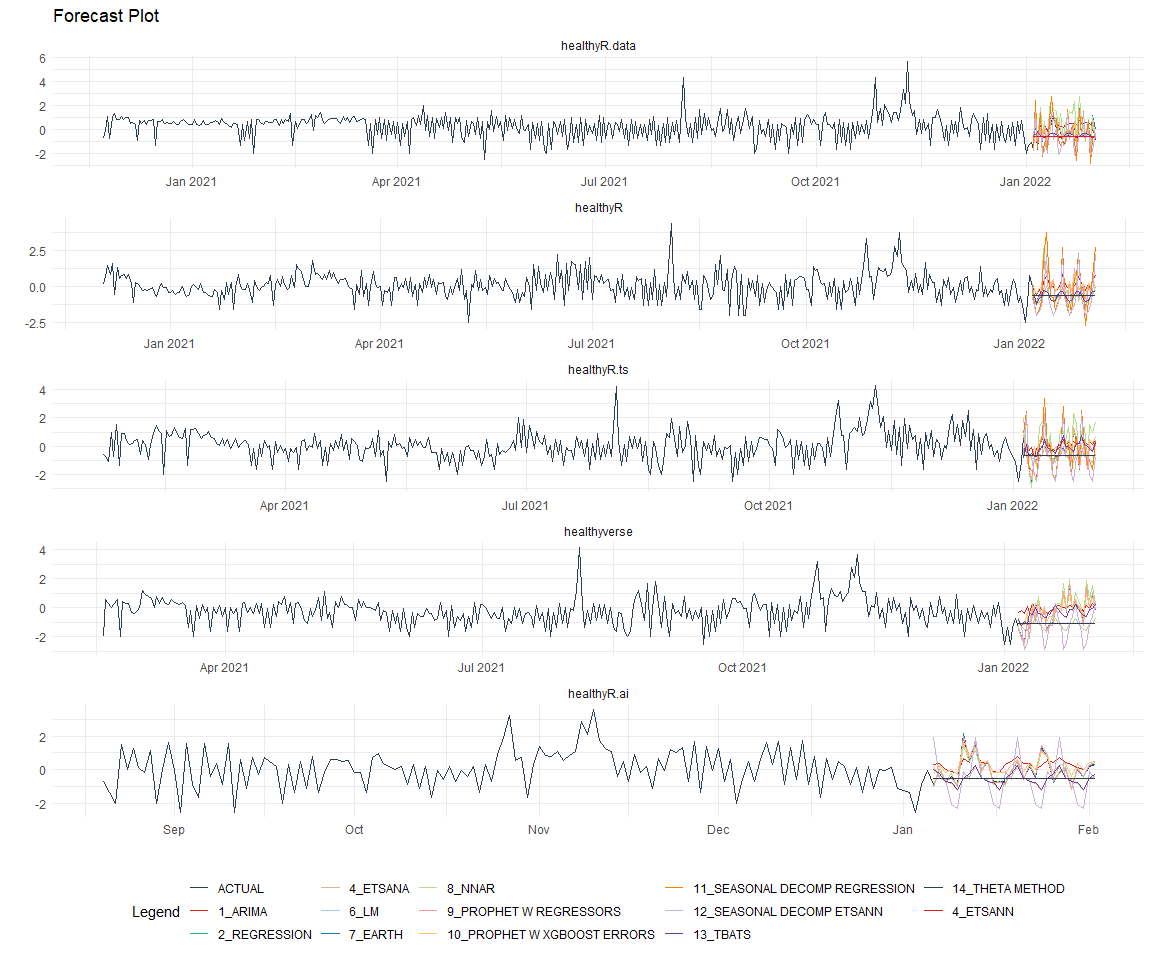 Forecast Plot
healthyR.data
6
4
2
0
-2
Jan 2021 Apr 2021 Jul 2021 Oct 2021 Jan 2022
healthyR
2.5
0.0
-2.5
Jan 2021 Apr 2021 Jul 2021 Oct 2021 Jan 2022
healthyR.ts
4
2
0
-2
Apr 2021 Jul 2021 Oct 2021 Jan 2022
healthyverse
4
2
0
-2
Apr 2021 Jul 2021 Oct 2021 Jan 2022
healthyR.ai
2
0
-2
Sep Oct Nov Dec Jan Feb
ACTUAL 4_ETSANA 8_NNAR 11_SEASONAL DECOMP REGRESSION 14_THETA METHOD
Legend 1_ARIMA 6_LM 9_PROPHET W REGRESSORS 12_SEASONAL DECOMP ETSANN 4_ETSANN
2_REGRESSION 7_EARTH 10_PROPHET W XGBOOST ERRORS 13_TBATS